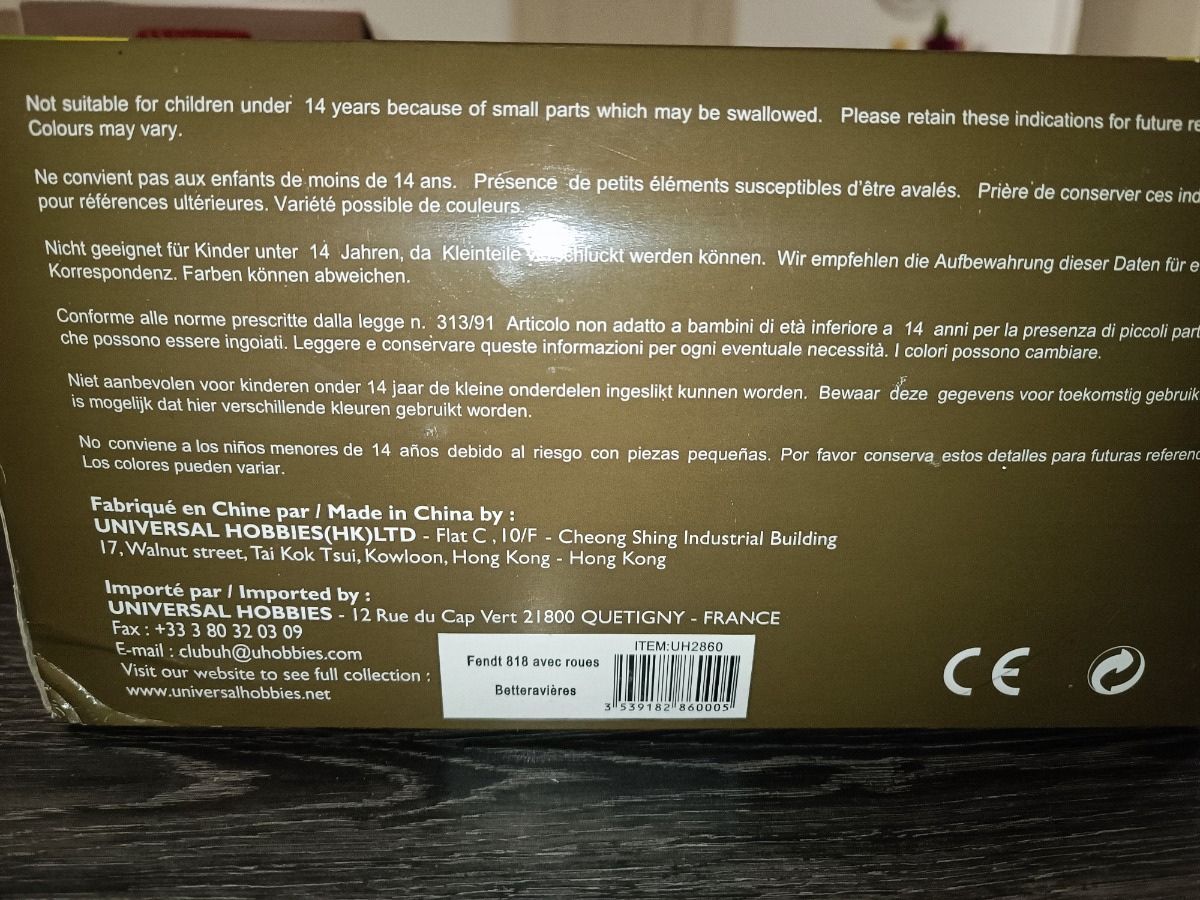 Not suitable for children under 14 years because of small parts which may be swallowed. Please retain these indications for future re
Colours may vary.
Ne convient pas aux enfants de moins de 14 ans. Présence de petits éléments susceptibles d'être avalés. Prière de conserver ces ind
pour références ultérieures. Variété possible de couleurs
Nicht geeignet für Kinder unter 14 Jahren, da Kleinteile werden können. Wir empfehlen die Aufbewahrung dieser Daten für e
Korrespondenz. Farben können abweichen.
Conforme alle norme prescritte dalla legge n. 313/91 Articolo non adatto a bambini di età inferiore a 14 anni per la presenza di piccoli part
che possono essere ingoiati. Leggere e conservare queste informazioni per ogni eventuale necessità. I colori possono cambiare.
Niet aanbevolen voor kinderen onder 14 jaar de kleine onderdelen ingeslikt kunnen worden. Bewaar deze gegevens voor toekomstig gebruik
is mogelijk dat hier verschillende kleuren gebruikt worden.
No conviene a los niños menores de 14 años debido al riesgo con piezas pequeñas. Por favor conserva estos detalles para futuras referenc
Los colores pueden variar.
Fabriqué en Chine par / Made in China by :
UNIVERSAL HOBBIES(HK)LTD - Flat C , 10/F - Cheong Shing Industrial Building
17, Walnut street, Tai Kok Tsui, Kowloon, Hong Kong - Hong Kong
Importé par / Imported by :
UNIVERSAL HOBBIES - 12 Rue du Cap Vert 21800 QUETIGNY - FRANCE
Fax : +33 3 80 32 03 09
E-mail : clubuh@uhobbies.com
Visit our website to see full collection :
www.universalhobbies.net
ITEM:UH2860
Fendt 818 avec roues
Betteravières
3 539182 860005
CE